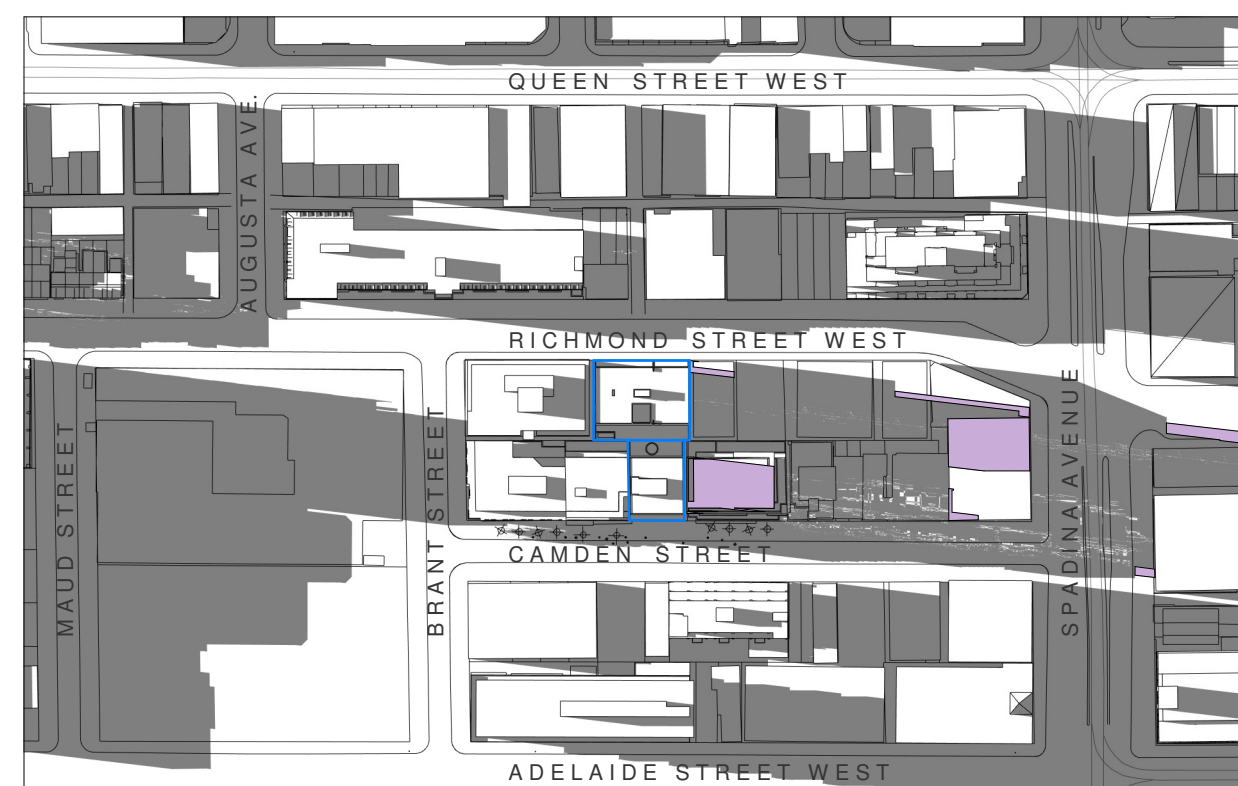 QUEEN STREET WEST
AUGUSTA AVE.
RICHMOND STREET WEST
MAUD STREET
BRANT STREET
SPADINA AVENUE
CAMDEN STREET
ADELAIDE STREET WEST